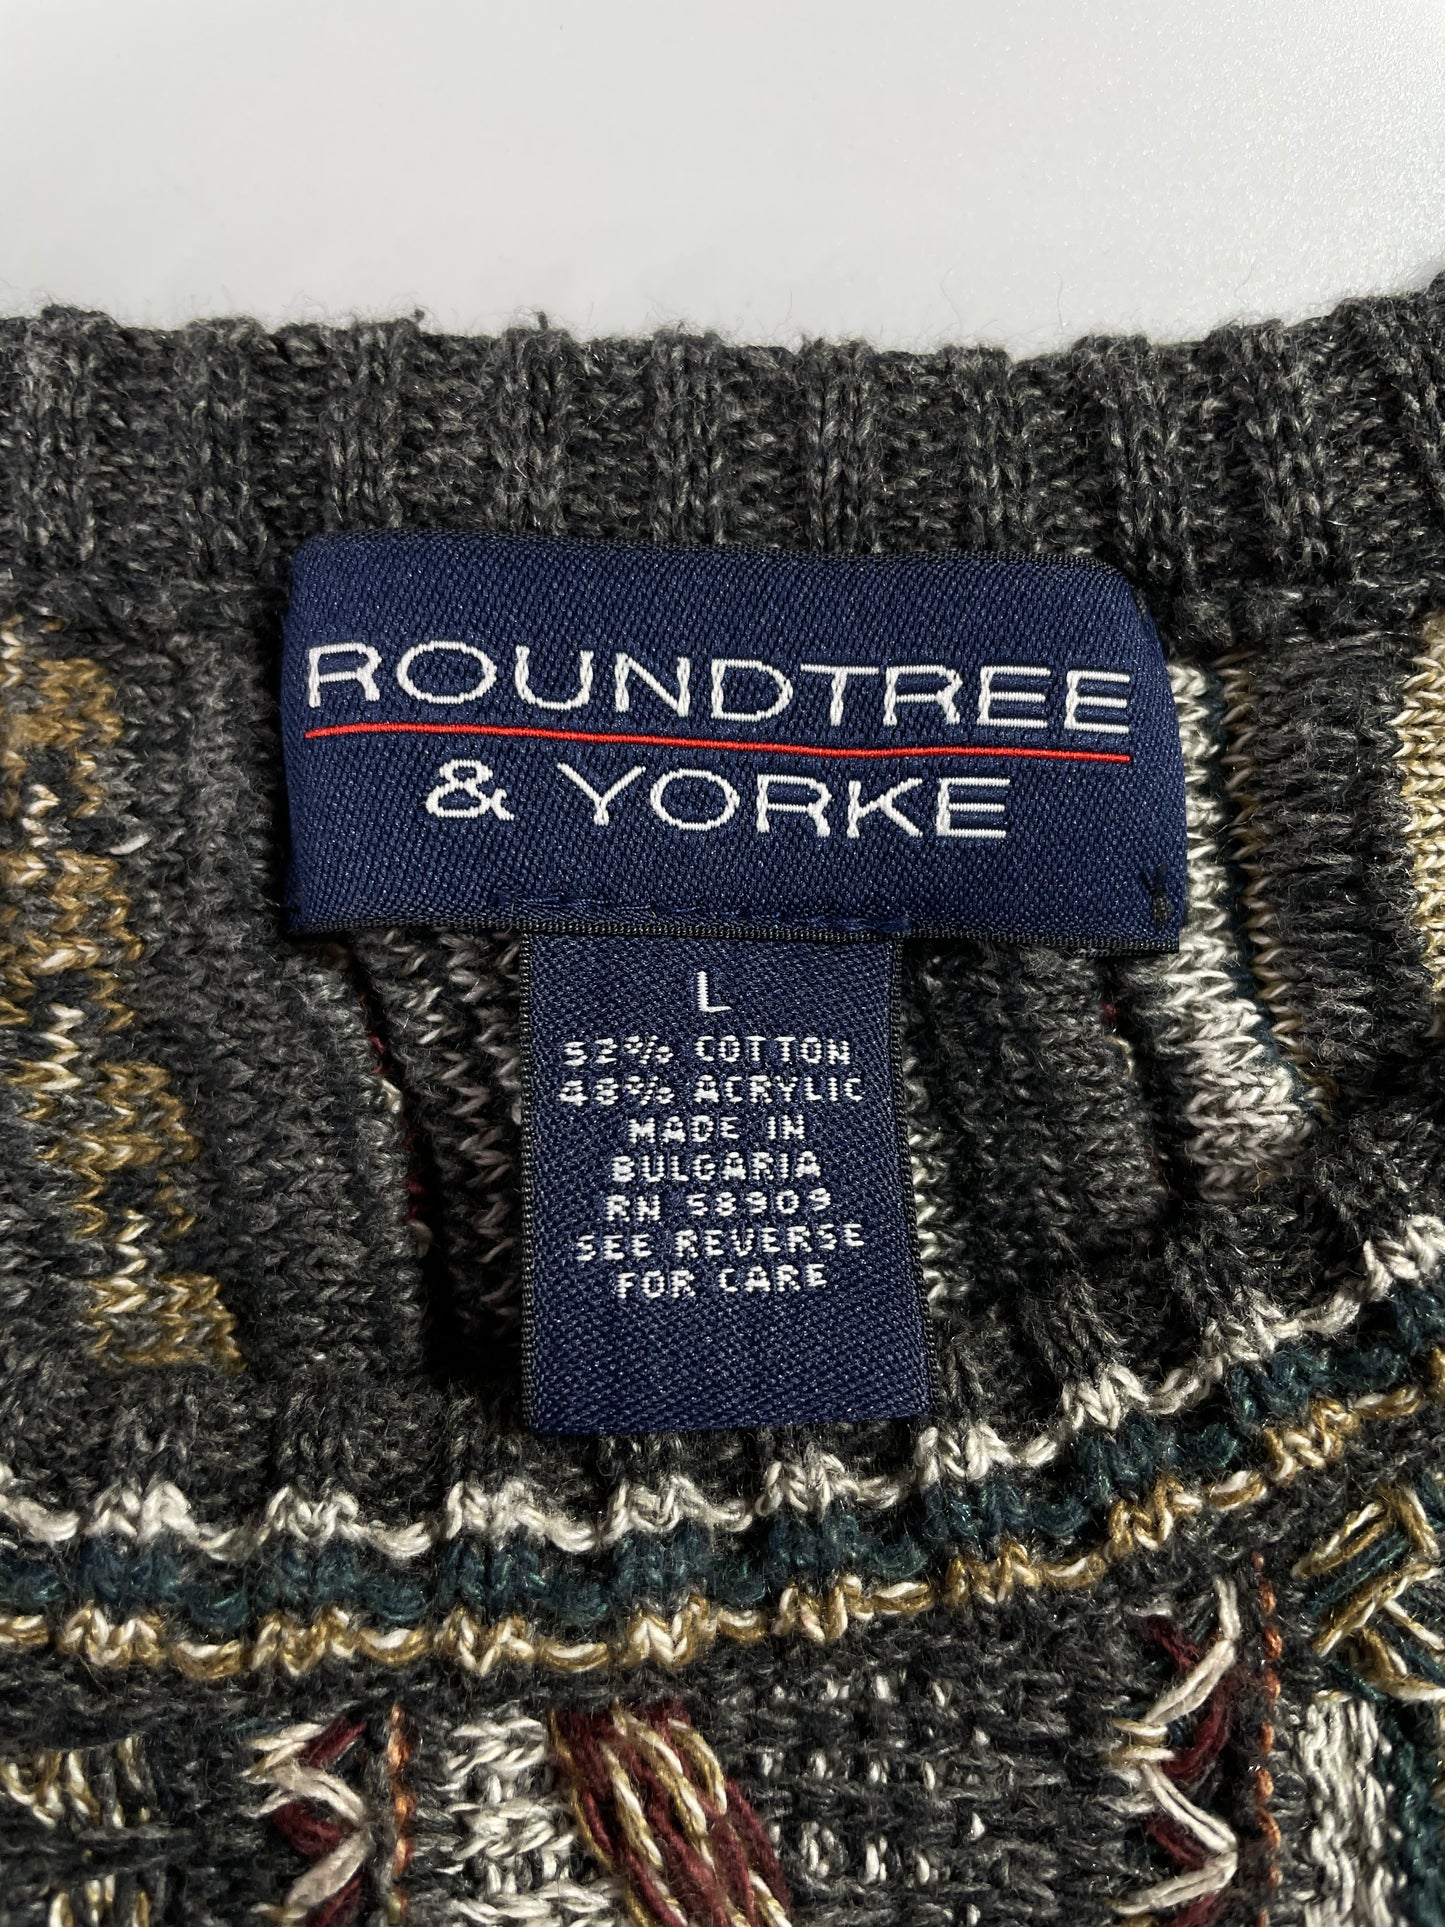 ROUNDTREE
& YORKE
L
52% COTTON
48% ACRYLIC
MADE IN
BULGARIA
RN 58909
SEE REVERSE
FOR CARE